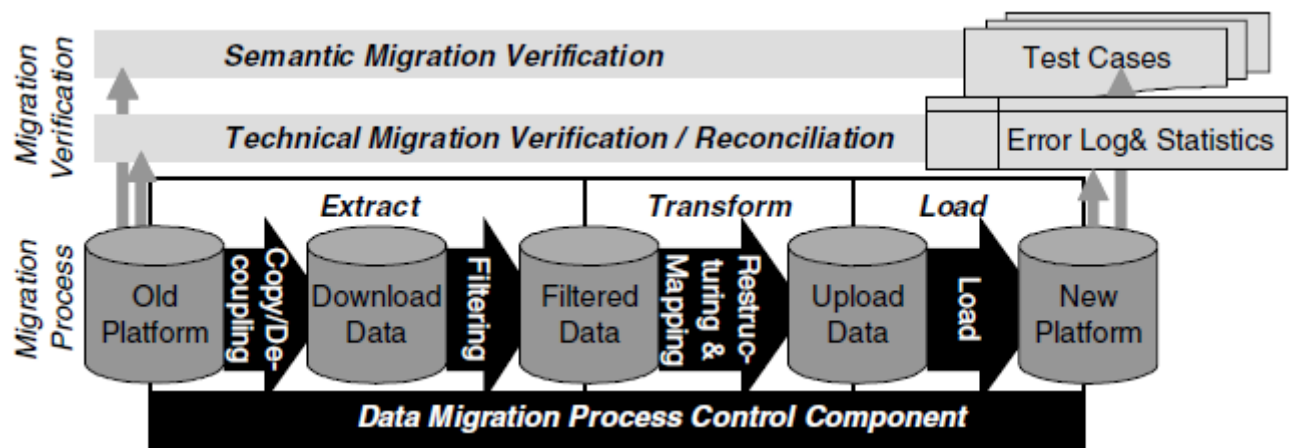 Migration
Verification
Semantic Migration Verification
Test Cases
Technical Migration Verification / Reconciliation
Error Log& Statistics
Migration
Process
Extract
Transform
Load
Old
Platform
Copy/De-
coupling
Download
Data
Filtering
Filtered
Data
Restruc-
turing &
Mapping
Upload
Data
Load
New
Platform
Data Migration Process Control Component